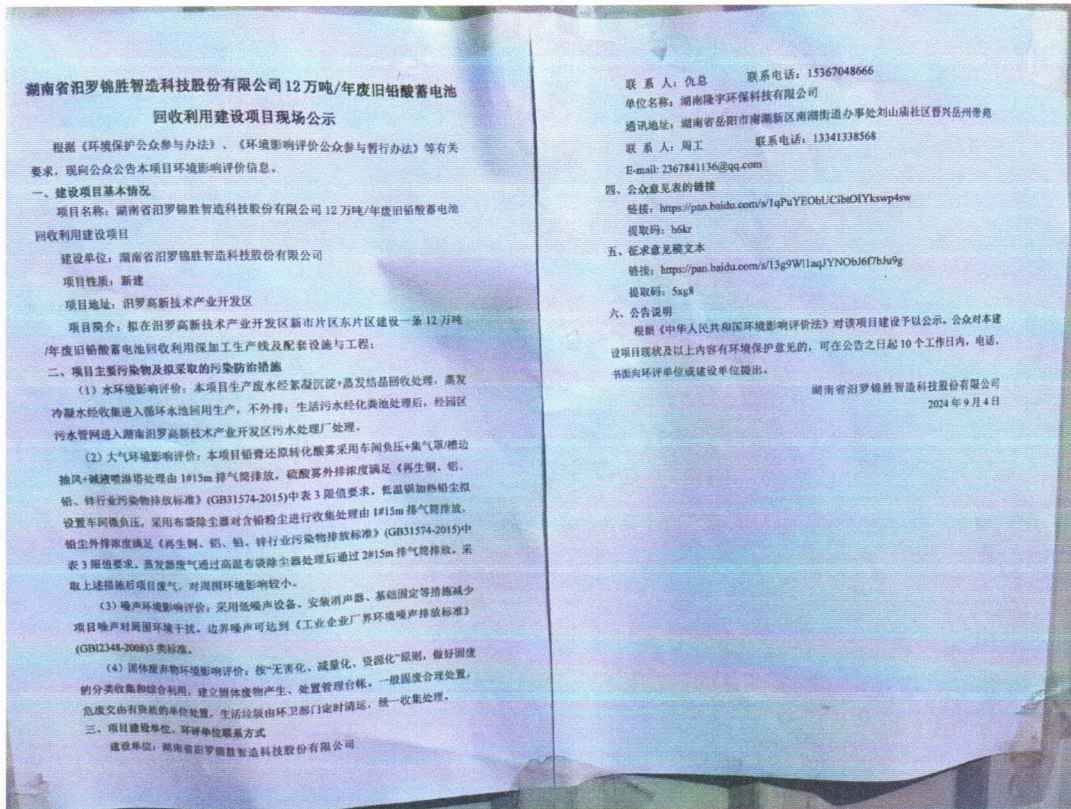 湖南省汨罗锦胜智造科技股份有限公司12万吨/年废旧铅酸蓄电池
回收利用建设项目现场公示
根据《环境保护公众参与办法》、《环境影响评价公众参与暂行办法》等有关
要求，现向公众公告本项目环境影响评价信息。
一、建设项目基本情况
项目名称：湖南省汨罗锦胜智造科技股份有限公司12万吨/年废旧铅酸蓄电池
回收利用建设项目
建设单位：湖南省汨罗锦胜智造科技股份有限公司
项目性质：新建
项目地址：汨罗高新技术产业开发区
项目简介：拟在汨罗高新技术产业开发区新市片区东片区建设一条12万吨
/年废旧铅酸蓄电池回收利用深加工生产线及配套设施与工程；
二、项目主要污染物及拟采取的污染防治措施
（1）水环境影响评价：本项目生产废水经絮凝沉淀+蒸发结晶回收处理，蒸发
冷凝水经收集进入循环水池回用生产，不外排；生活污水经化粪池处理后，经园区
污水管网进入湖南汨罗高新技术产业开发区污水处理厂处理。
（2）大气环境影响评价：本项目铅膏还原转化酸雾采用车间负压+集气罩/槽边
抽风+碱液喷淋塔处理由1#15m排气筒排放，硫酸雾外排浓度满足《再生铜、铝、
铅、锌行业污染物排放标准》(GB31574-2015)中表3限值要求，低温锅加热铅尘拟
设置车间微负压，采用布袋除尘器对含铅粉尘进行收集处理由1#15m排气筒排放，
铅尘外排浓度满足《再生铜、铝、铅、锌行业污染物排放标准》(GB31574-2015)中
表3限值要求。蒸发器废气通过高温布袋除尘器处理后通过2#15m排气筒排放。采
取上述措施后项目废气，对周围环境影响较小。
（3）噪声环境影响评价：采用低噪声设备、安装消声器、基础固定等措施减少
项目噪声对周围环境干扰，边界噪声可达到《工业企业厂界环境噪声排放标准》
(GB12348-2008)3类标准。
（4）固体废弃物环境影响评价：按“无害化、减量化、资源化”原则，做好固废
的分类收集和综合利用，建立固体废物产生、处置管理台帐。一般固废合理处置，
危废交由有资质的单位处置，生活垃圾由环卫部门定时清运，统一收集处理。
三、项目建设单位、环评单位联系方式
建设单位：湖南省汨罗锦胜智造科技股份有限公司
联 系 人：仇总 联系电话：15367048666
单位名称：湖南隆宇环保科技有限公司
通讯地址：湖南省岳阳市南湖新区南湖街道办事处刘山庙社区晋兴岳州帝苑
联 系 人：周工 联系电话：13341338568
E-mail: 2367841136@qq.com
四、公众意见表的链接
链接：https://pan.baidu.com/s/1qPuYEObUCibtOIYkswp4sw
提取码：h6kr
五、征求意见稿文本
链接：https://pan.baidu.com/s/13g9Wl1aqJYNObJ6f7bJu9g
提取码：5xg8
六、公告说明
根据《中华人民共和国环境影响评价法》对该项目建设予以公示。公众对本建
设项目现状及以上内容有环境保护意见的，可在公告之日起10个工作日内，电话，
书面向环评单位或建设单位提出。
湖南省汨罗锦胜智造科技股份有限公司
2024年9月4日